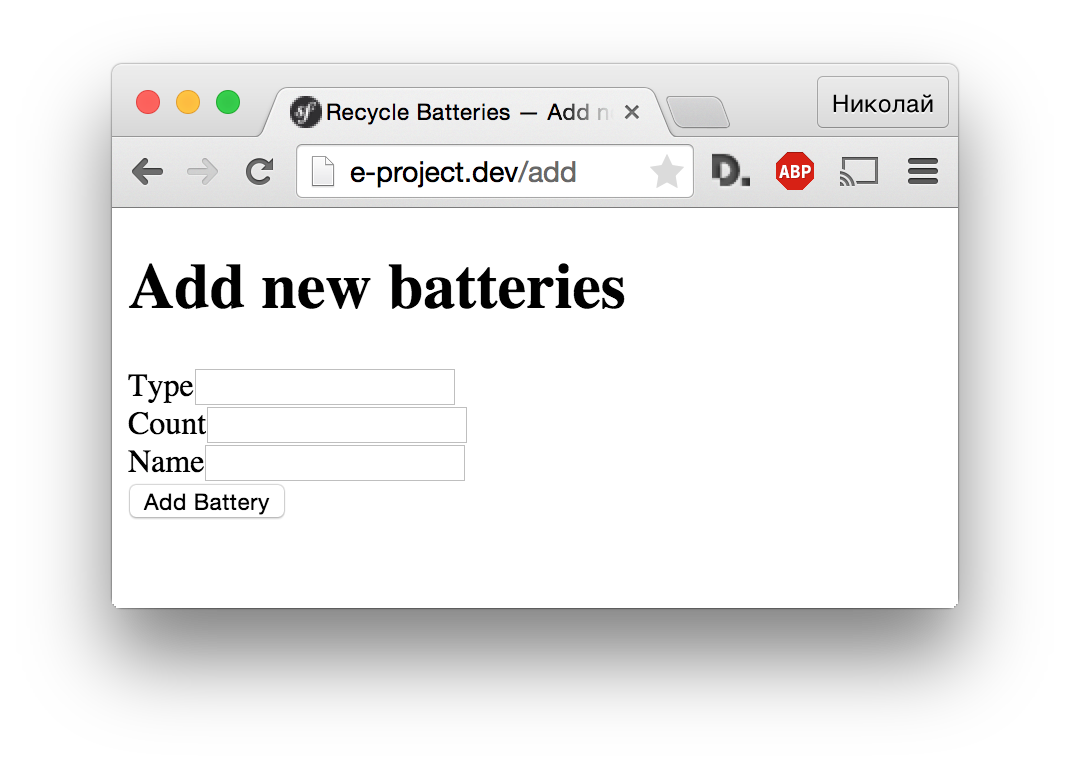 Recycle Batteries — Add n
Николай
e-project.dev/add
D.
ABP
Add new batteries
Type
Count
Name
Add Battery